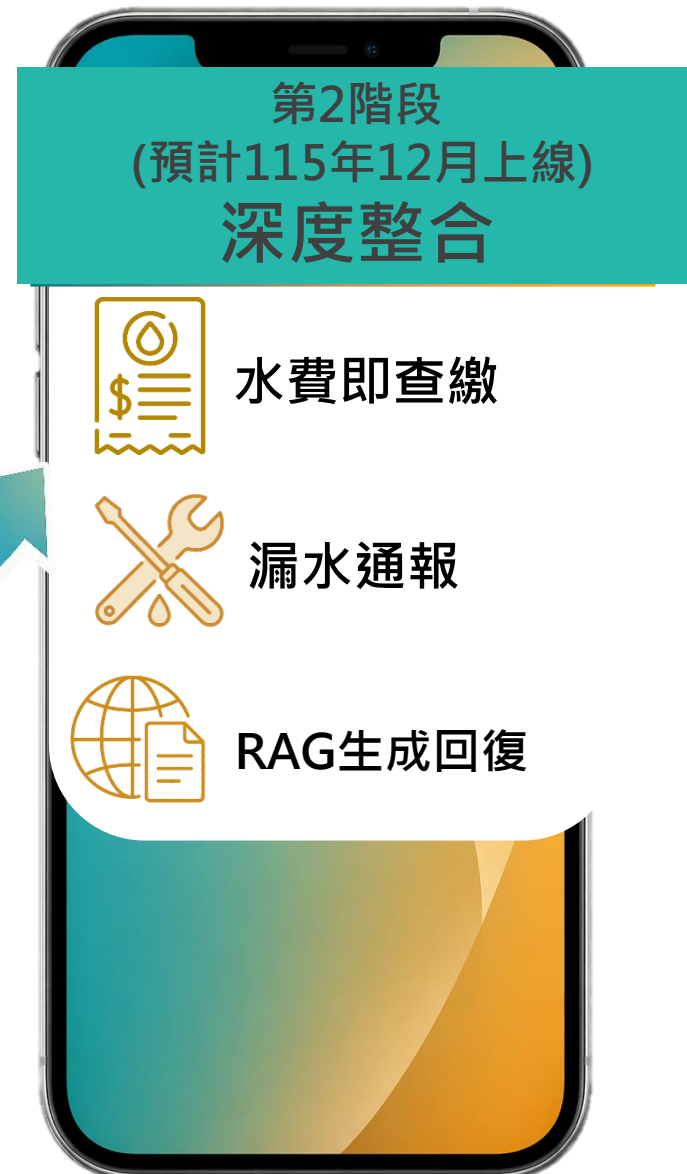 第2階段
(預計115年12月上線)
深度整合
$
水費即查繳
漏水通報
RAG生成回復